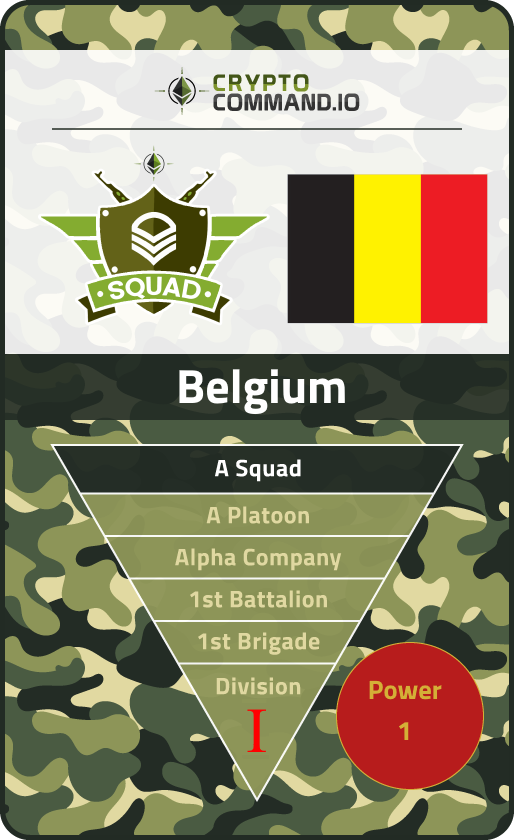 CRYPTO
COMMAND.IO
SQUAD
Belgium
A Squad
A Platoon
Alpha Company
1st Battalion
1st Brigade
Division
I
Power
1